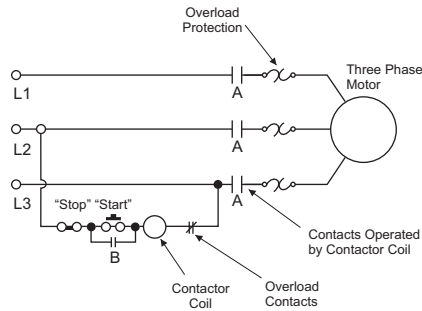 Overload
Protection
Three Phase
Motor
L1
A
L2
A
L3
A
“Stop” “Start”
B
Contacts Operated
by Contactor Coil
Contactor
Coil
Overload
Contacts